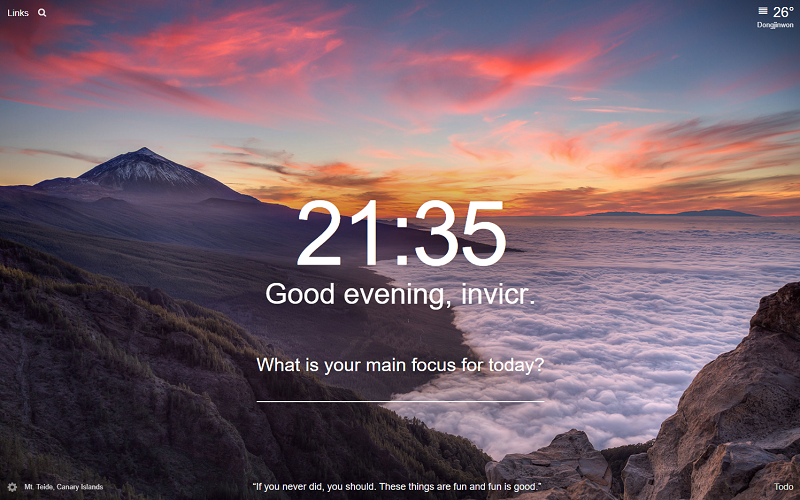 Links
26°
Dongjinwon
21:35
Good evening, invicr.
What is your main focus for today?
Mt. Teide, Canary Islands
“If you never did, you should. These things are fun and fun is good.”
Todo